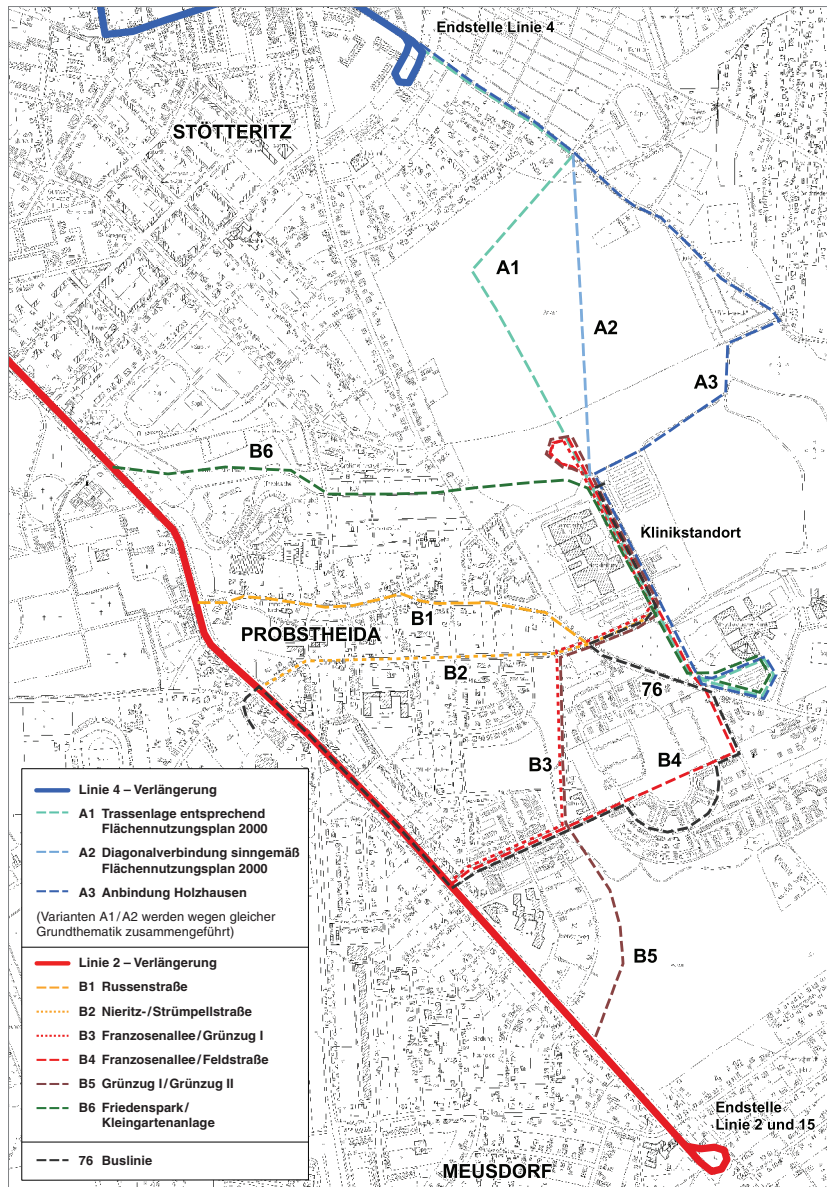 Endstelle Linie 4
STÖTTERITZ
A1
A2
A3
B6
Klinikstandort
B1
PROBSTHEIDA
B2
76
B3
B4
B5
Endstelle
Linie 2 und 15
MEUSDORF
Linie 4 – Verlängerung
A1 Trassenlage entsprechend
Flächennutzungsplan 2000
A2 Diagonalverbindung sinngemäß
Flächennutzungsplan 2000
A3 Anbindung Holzhausen
(Varianten A1/A2 werden wegen gleicher
Grundthematik zusammengeführt)
Linie 2 – Verlängerung
B1 Russenstraße
B2 Nieritz-/Strümpellstraße
B3 Franzosenallee/Grünzug I
B4 Franzosenallee/Feldstraße
B5 Grünzug I/Grünzug II
B6 Friedenspark/
Kleingartenanlage
76 Buslinie